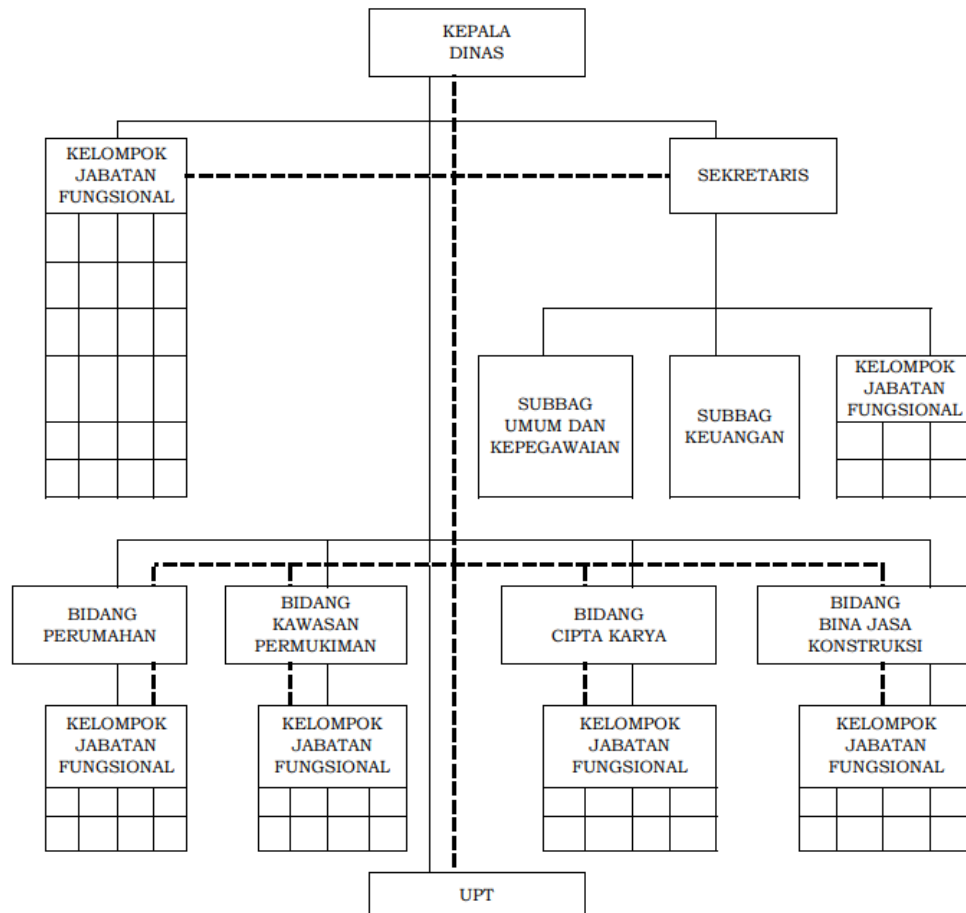 KEPALA
DINAS
KELOMPOK
JABATAN
FUNGSIONAL
SEKRETARIS
SUBBAG
UMUM DAN
KEPEGAWAIAN
SUBBAG
KEUANGAN
KELOMPOK
JABATAN
FUNGSIONAL
BIDANG
PERUMAHAN
BIDANG
KAWASAN
PERMUKIMAN
BIDANG
CIPTA KARYA
BIDANG
BINA JASA
KONSTRUKSI
KELOMPOK
JABATAN
FUNGSIONAL
KELOMPOK
JABATAN
FUNGSIONAL
KELOMPOK
JABATAN
FUNGSIONAL
KELOMPOK
JABATAN
FUNGSIONAL
UPT